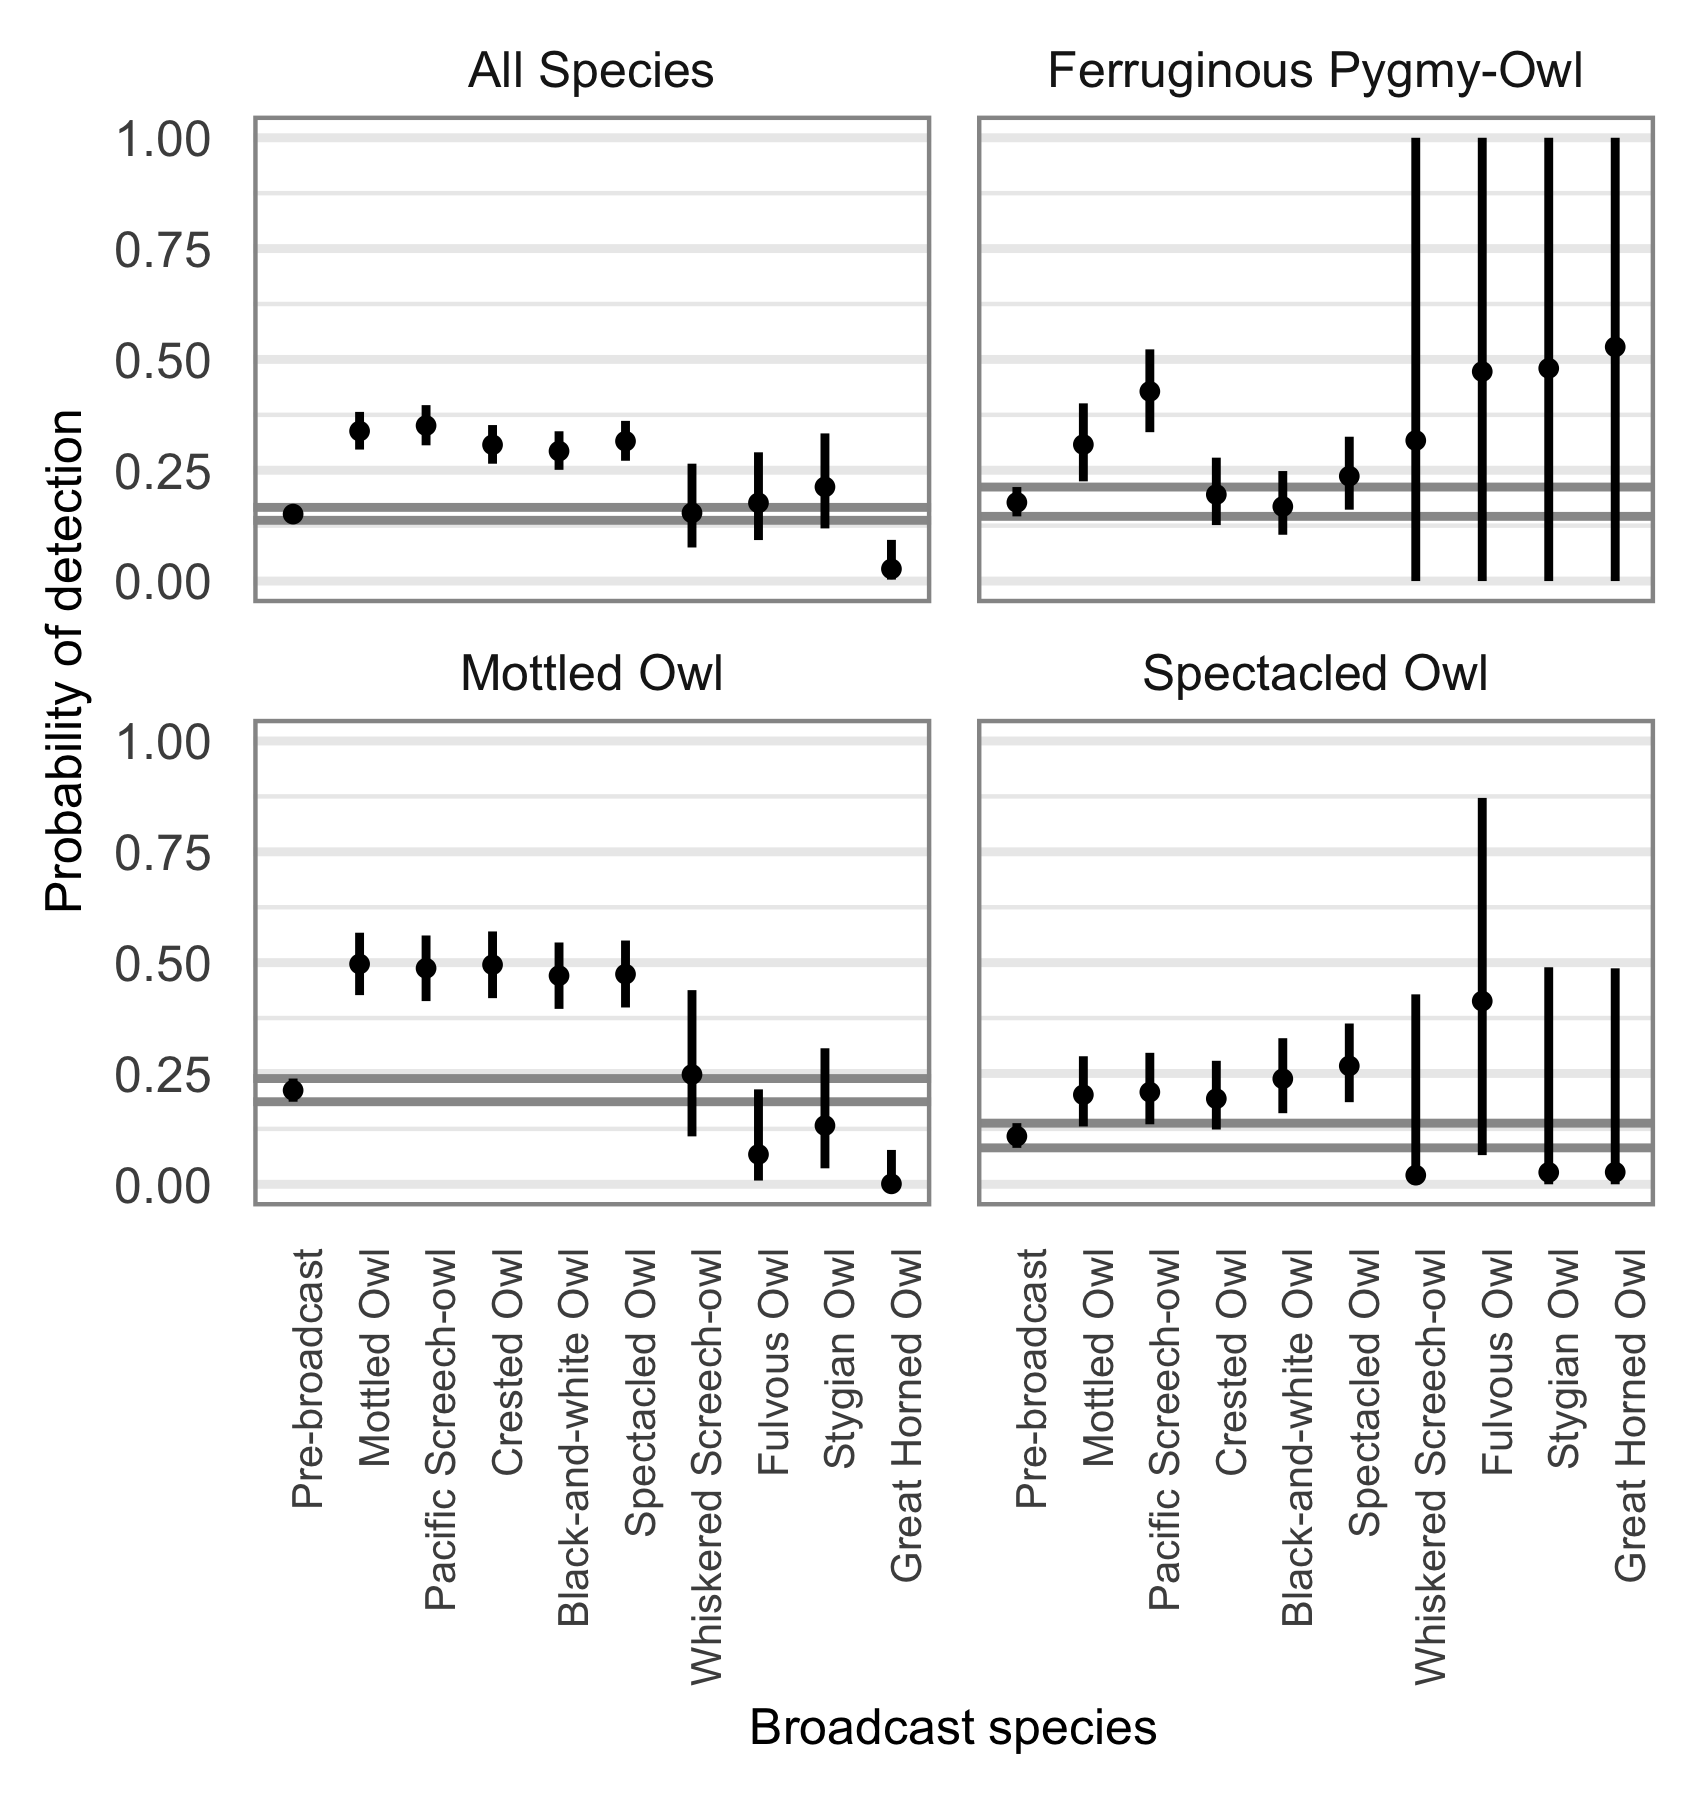 All Species
Ferruginous Pygmy-Owl
1.00
0.75
0.50
0.25
0.00
Probability of detection
Mottled Owl
Spectacled Owl
1.00
0.75
0.50
0.25
0.00
Pre-broadcast
Mottled Owl
Pacific Screech-owl
Crested Owl
Black-and-white Owl
Spectacled Owl
Whiskered Screech-owl
Fulvous Owl
Stygian Owl
Great Horned Owl
Pre-broadcast
Mottled Owl
Pacific Screech-owl
Crested Owl
Black-and-white Owl
Spectacled Owl
Whiskered Screech-owl
Fulvous Owl
Stygian Owl
Great Horned Owl
Broadcast species